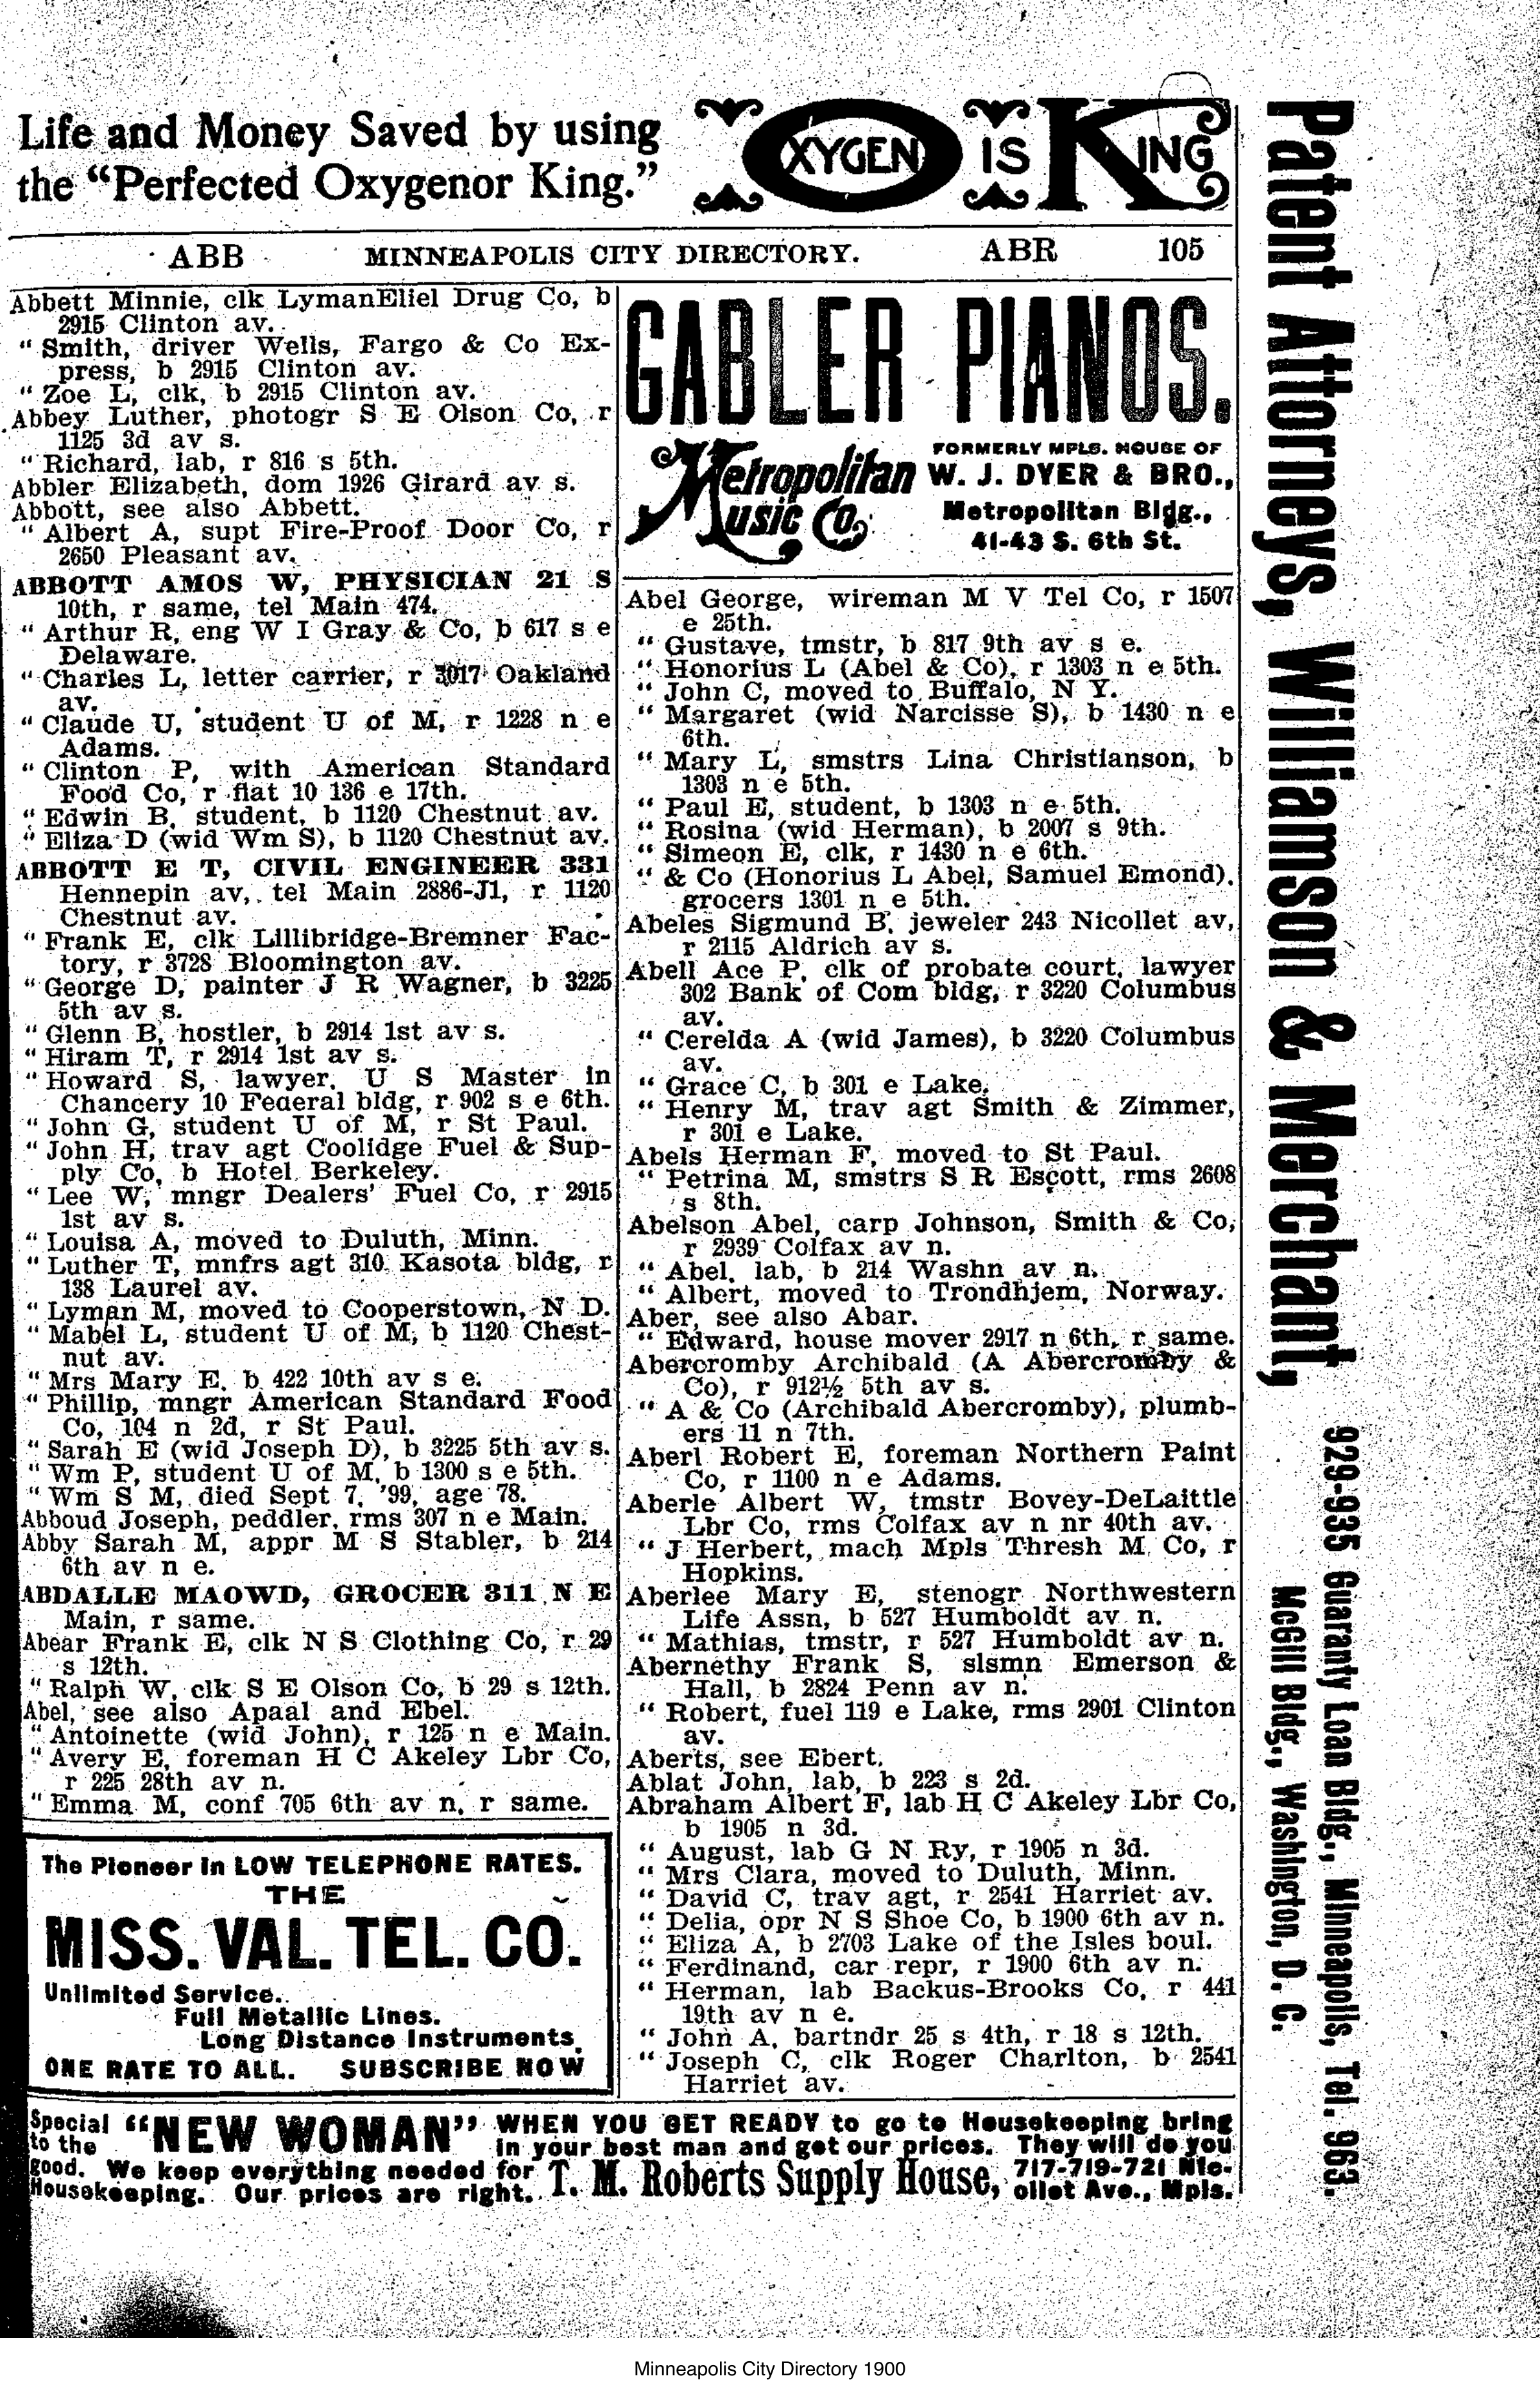 Life and Money Saved by using
the “Perfected Oxygenor King.”
OXYGEN IS KING
ABB MINNEAPOLIS CITY DIRECTORY. ABR 105
Abbett Minnie, clk LymanEliel Drug Co, b
2915 Clinton av.
“ Smith, driver Wells, Fargo & Co Ex-
press, b 2915 Clinton av.
“ Zoe L, clk, b 2915 Clinton av.
Abbey Luther, photogr S E Olson Co, r
1125 3d av s.
“ Richard, lab, r 816 s 5th.
Abbler Elizabeth, dom 1926 Girard av s.
Abbott, see also Abbett.
“ Albert A, supt Fire-Proof Door Co, r
2650 Pleasant av.
ABBOTT AMOS W, PHYSICIAN 21 S
10th, r same, tel Main 474.
“ Arthur R, eng W I Gray & Co, b 617 s e
Delaware.
“ Charles L, letter carrier, r 3017 Oakland
av.
“ Claude U, student U of M, r 1228 n e
Adams.
“ Clinton P, with American Standard
Food Co, r flat 10 136 e 17th.
“ Edwin B, student, b 1120 Chestnut av.
“ Eliza D (wid Wm S), b 1120 Chestnut av.
ABBOTT E T, CIVIL ENGINEER 331
Hennepin av, tel Main 2886-J1, r 1120
Chestnut av.
“ Frank E, clk Lillibridge-Bremner Fac-
tory, r 3728 Bloomington av.
“ George D, painter J R Wagner, b 3225
5th av s.
“ Glenn B, hostler, b 2914 1st av s.
“ Hiram T, r 2914 1st av s.
“ Howard S, lawyer, U S Master in
Chancery 10 Federal bldg, r 902 s e 6th.
“ John G, student U of M, r St Paul.
“ John H, trav agt Coolidge Fuel & Sup-
ply Co, b Hotel Berkeley.
“ Lee W, mngr Dealers’ Fuel Co, r 2915
1st av s.
“ Louisa A, moved to Duluth, Minn.
“ Luther T, mnfrs agt 310 Kasota bldg, r
138 Laurel av.
“ Lyman M, moved to Cooperstown, N D.
“ Mabel L, student U of M, b 1120 Chest-
nut av.
“ Mrs Mary E, b 422 10th av s e.
“ Phillip, mngr American Standard Food
Co, 104 n 2d, r St Paul.
“ Sarah E (wid Joseph D), b 3225 5th av s.
“ Wm P, student U of M, b 1300 s e 5th.
“ Wm S M, died Sept 7, ’99, age 78.
Abboud Joseph, peddler, rms 307 n e Main.
Abby Sarah M, appr M S Stabler, b 214
6th av n e.
ABDALLE MAOWD, GROCER 311 N E
Main, r same.
Abear Frank E, clk N S Clothing Co, r 29
s 12th.
“ Ralph W, clk S E Olson Co, b 29 s 12th.
Abel, see also Apaal and Ebel.
“ Antoinette (wid John), r 125 n e Main.
“ Avery E, foreman H C Akeley Lbr Co,
r 225 28th av n.
“ Emma M, conf 705 6th av n, r same.
The Pioneer in LOW TELEPHONE RATES.
THE
MISS. VAL. TEL. CO.
Unlimited Service.
Full Metallic Lines.
Long Distance Instruments.
ONE RATE TO ALL. SUBSCRIBE NOW
GABLER PIANOS.
Metropolitan Music Co.
FORMERLY MPLS. HOUSE OF
W. J. DYER & BRO.,
Metropolitan Bldg.,
41-43 S. 6th St.
Abel George, wireman M V Tel Co, r 1507
e 25th.
“ Gustave, tmstr, b 817 9th av s e.
“ Honorius L (Abel & Co), r 1303 n e 5th.
“ John C, moved to Buffalo, N Y.
“ Margaret (wid Narcisse S), b 1430 n e
6th.
“ Mary L, smstrs Lina Christianson, b
1303 n e 5th.
“ Paul E, student, b 1303 n e 5th.
“ Rosina (wid Herman), b 2007 s 9th.
“ Simeon E, clk, r 1430 n e 6th.
“ & Co (Honorius L Abel, Samuel Emond),
grocers 1301 n e 5th.
Abeles Sigmund B, jeweler 243 Nicollet av,
r 2115 Aldrich av s.
Abell Ace P, clk of probate court, lawyer
302 Bank of Com bldg, r 3220 Columbus
av.
“ Cerelda A (wid James), b 3220 Columbus
av.
“ Grace C, b 301 e Lake.
“ Henry M, trav agt Smith & Zimmer,
r 301 e Lake.
Abels Herman F, moved to St Paul.
“ Petrina M, smstrs S R Escott, rms 2608
s 8th.
Abelson Abel, carp Johnson, Smith & Co,
r 2939 Colfax av n.
“ Abel, lab, b 214 Washn av n.
“ Albert, moved to Trondhjem, Norway.
Aber, see also Abar.
“ Edward, house mover 2917 n 6th, r same.
Abercromby Archibald (A Abercromby &
Co), r 912½ 5th av s.
“ A & Co (Archibald Abercromby), plumb-
ers 11 n 7th.
Aberl Robert E, foreman Northern Paint
Co, r 1100 n e Adams.
Aberle Albert W, tmstr Bovey-DeLaittle
Lbr Co, rms Colfax av n nr 40th av.
“ J Herbert, mach Mpls Thresh M Co, r
Hopkins.
Aberlee Mary E, stenogr Northwestern
Life Assn, b 527 Humboldt av n.
“ Mathias, tmstr, r 527 Humboldt av n.
Abernethy Frank S, slsmn Emerson &
Hall, b 2824 Penn av n.
“ Robert, fuel 119 e Lake, rms 2901 Clinton
av.
Aberts, see Ebert.
Ablat John, lab, b 223 s 2d.
Abraham Albert F, lab H C Akeley Lbr Co,
b 1905 n 3d.
“ August, lab G N Ry, r 1905 n 3d.
“ Mrs Clara, moved to Duluth, Minn.
“ David C, trav agt, r 2541 Harriet av.
“ Delia, opr N S Shoe Co, b 1900 6th av n.
“ Eliza A, b 2703 Lake of the Isles boul.
“ Ferdinand, car repr, r 1900 6th av n.
“ Herman, lab Backus-Brooks Co, r 441
19th av n e.
“ John A, bartndr 25 s 4th, r 18 s 12th.
“ Joseph C, clk Roger Charlton, b 2541
Harriet av.
Special “NEW WOMAN” WHEN YOU GET READY to go to Housekeeping bring
to the in your best man and get our prices. They will do you
good. We keep everything needed for T. M. Roberts Supply House, 717-719-721 Nic-
Housekeeping. Our prices are right. ollet Ave., Mpls.
Patent Attorneys, Williamson & Merchant,
929-935 Guaranty Loan Bldg., Minneapolis, Tel. 963.
McGill Bldg., Washington, D. C.
Minneapolis City Directory 1900